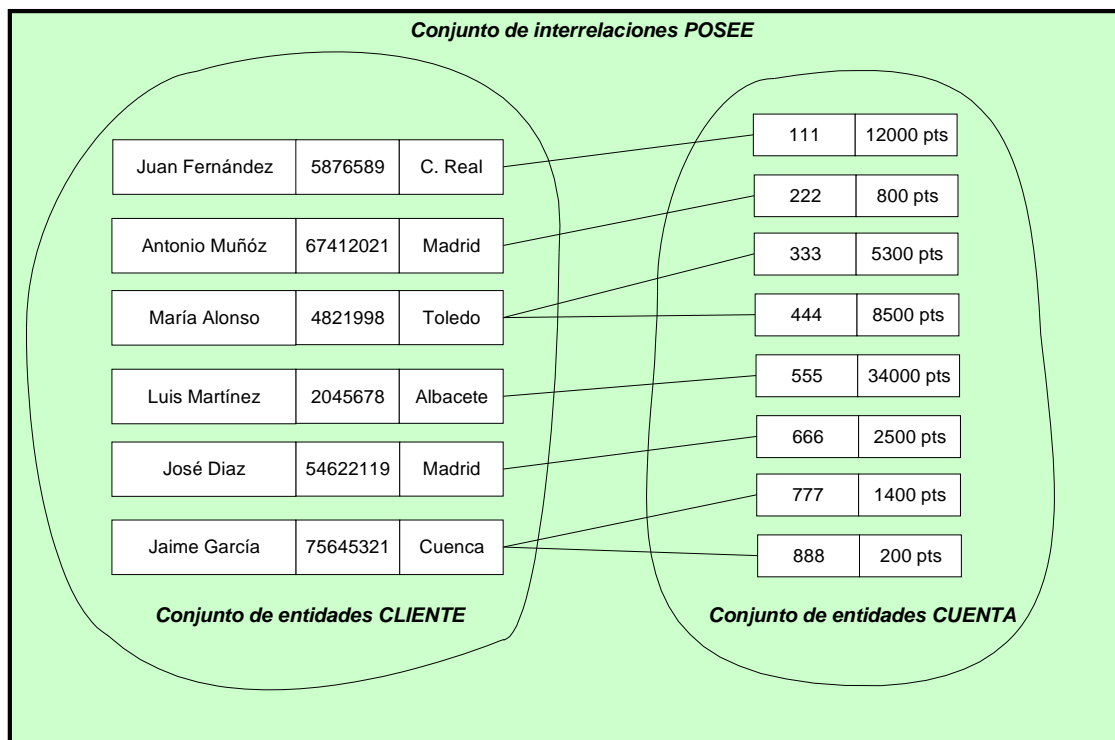 Conjunto de interrelaciones POSEE
Juan Fernández 5876589 C. Real
Antonio Muñóz 67412021 Madrid
María Alonso 4821998 Toledo
Luis Martínez 2045678 Albacete
José Diaz 54622119 Madrid
Jaime García 75645321 Cuenca
Conjunto de entidades CLIENTE
111 12000 pts
222 800 pts
333 5300 pts
444 8500 pts
555 34000 pts
666 2500 pts
777 1400 pts
888 200 pts
Conjunto de entidades CUENTA